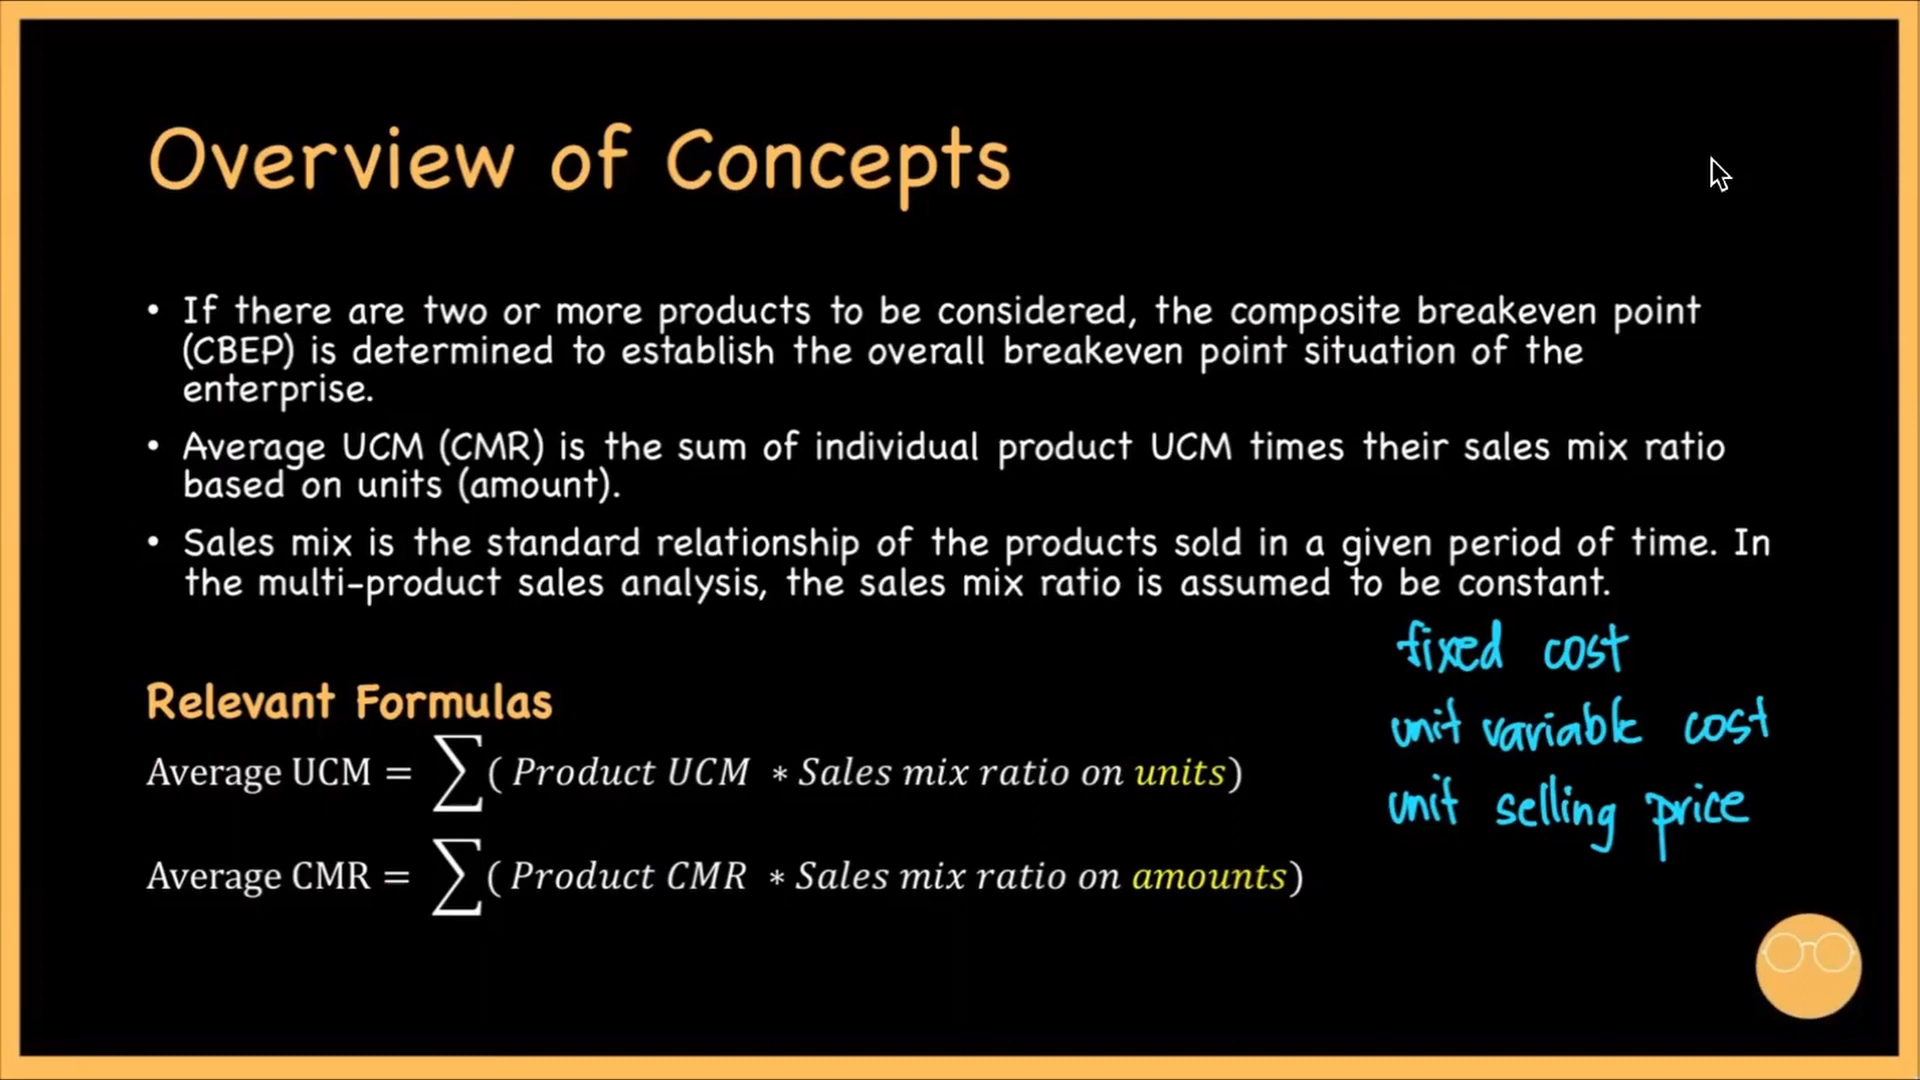 Overview of Concepts
• If there are two or more products to be considered, the composite breakeven point
(CBEP) is determined to establish the overall breakeven point situation of the
enterprise.
• Average UCM (CMR) is the sum of individual product UCM times their sales mix ratio
based on units (amount).
• Sales mix is the standard relationship of the products sold in a given period of time. In
the multi-product sales analysis, the sales mix ratio is assumed to be constant.
fixed cost
unit variable cost
unit selling price
Relevant Formulas
Average UCM = ∑( Product UCM * Sales mix ratio on units)
Average CMR = ∑( Product CMR * Sales mix ratio on amounts)